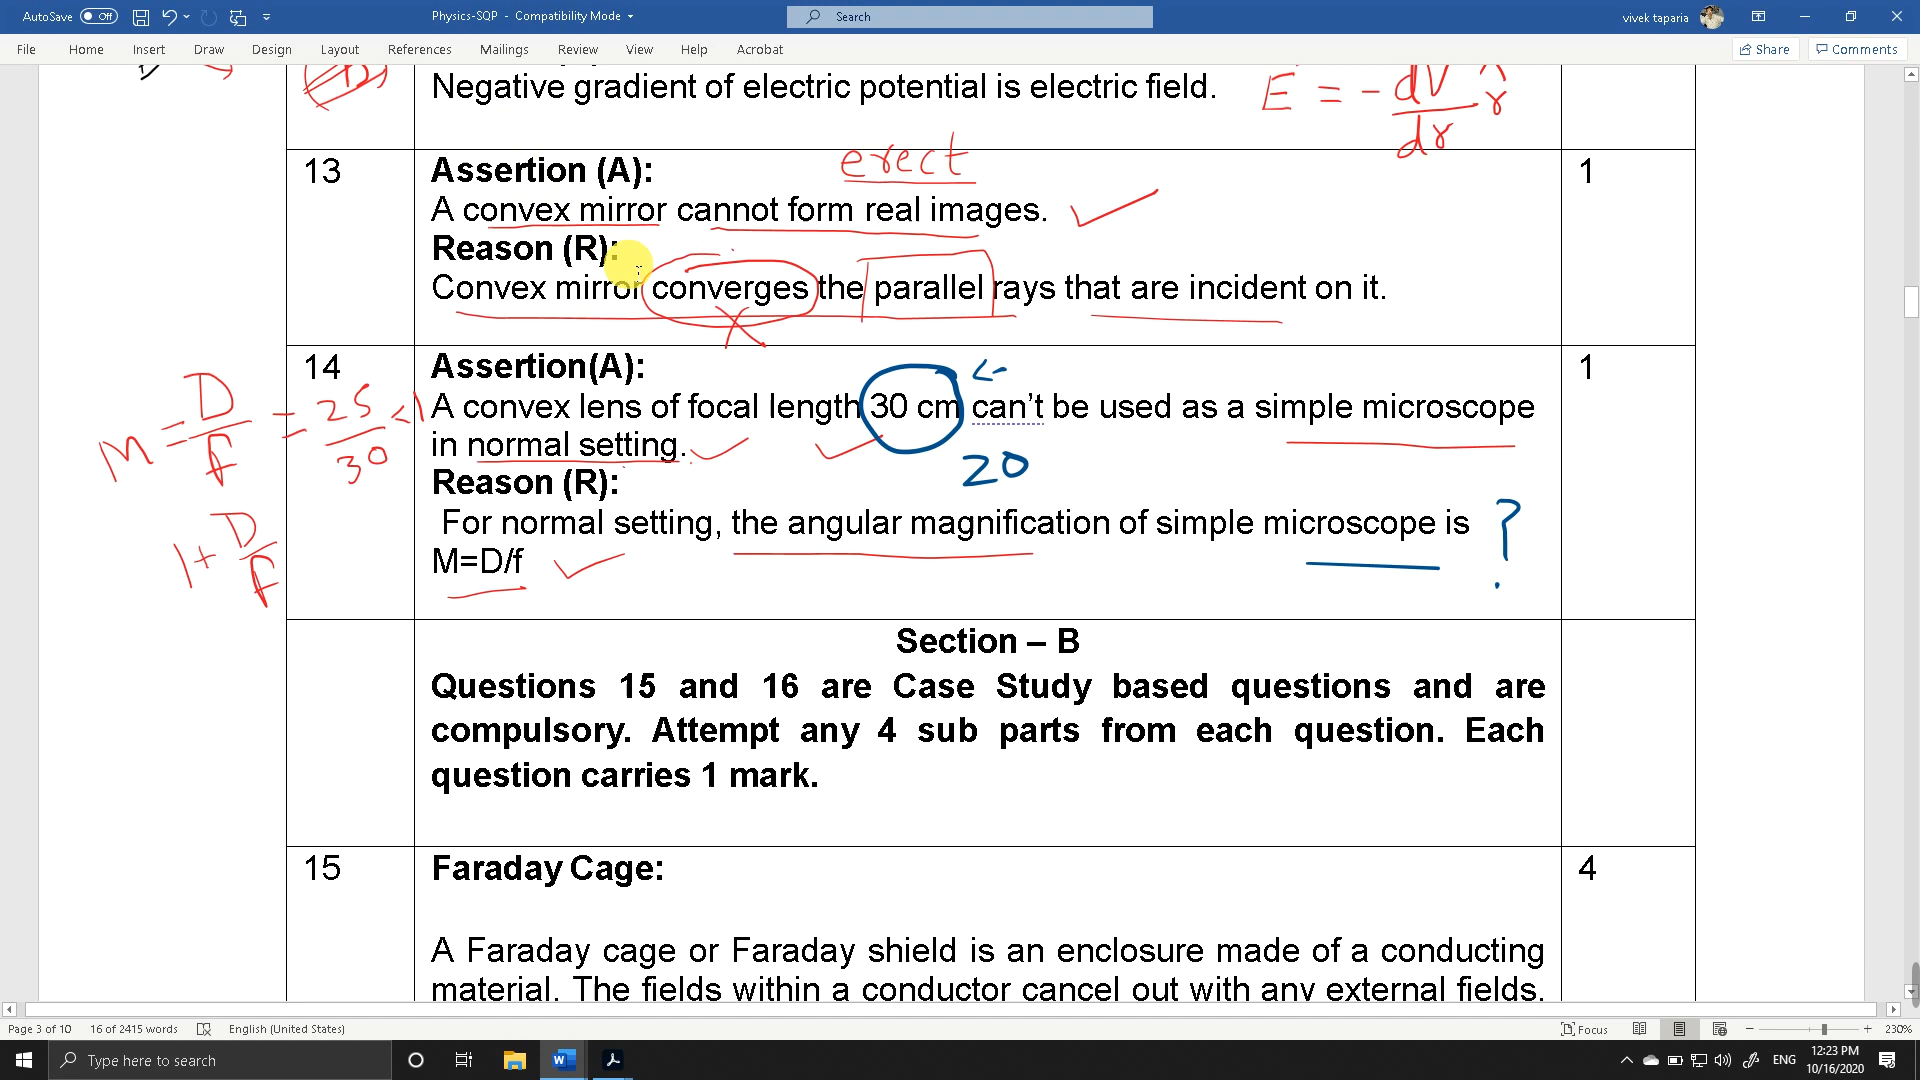 AutoSave Off Physics-SQP - Compatibility Mode Search vivek taparia
File Home Insert Draw Design Layout References Mailings Review View Help Acrobat Share Comments
Negative gradient of electric potential is electric field. E = - dV/dr r̂
erect
13 Assertion (A): 1
A convex mirror cannot form real images.
Reason (R):
Convex mirror converges the parallel rays that are incident on it.
14 Assertion(A): 1
M = D/f = 25/30 <1
A convex lens of focal length 30 cm can’t be used as a simple microscope
in normal setting.
20
Reason (R):
For normal setting, the angular magnification of simple microscope is ?
M=D/f
1+ D/f
Section – B
Questions 15 and 16 are Case Study based questions and are
compulsory. Attempt any 4 sub parts from each question. Each
question carries 1 mark.
15 Faraday Cage: 4
A Faraday cage or Faraday shield is an enclosure made of a conducting
material. The fields within a conductor cancel out with any external fields.
Page 3 of 10 16 of 2415 words English (United States) Focus 230%
Type here to search ENG 12:23 PM
10/16/2020